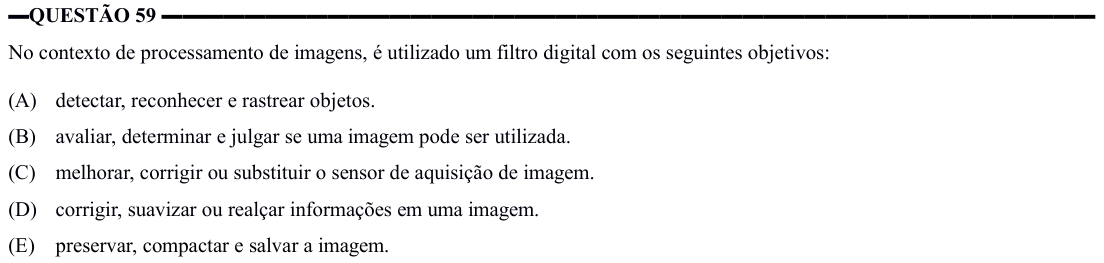 QUESTÃO 59
No contexto de processamento de imagens, é utilizado um filtro digital com os seguintes objetivos:
(A) detectar, reconhecer e rastrear objetos.
(B) avaliar, determinar e julgar se uma imagem pode ser utilizada.
(C) melhorar, corrigir ou substituir o sensor de aquisição de imagem.
(D) corrigir, suavizar ou realçar informações em uma imagem.
(E) preservar, compactar e salvar a imagem.